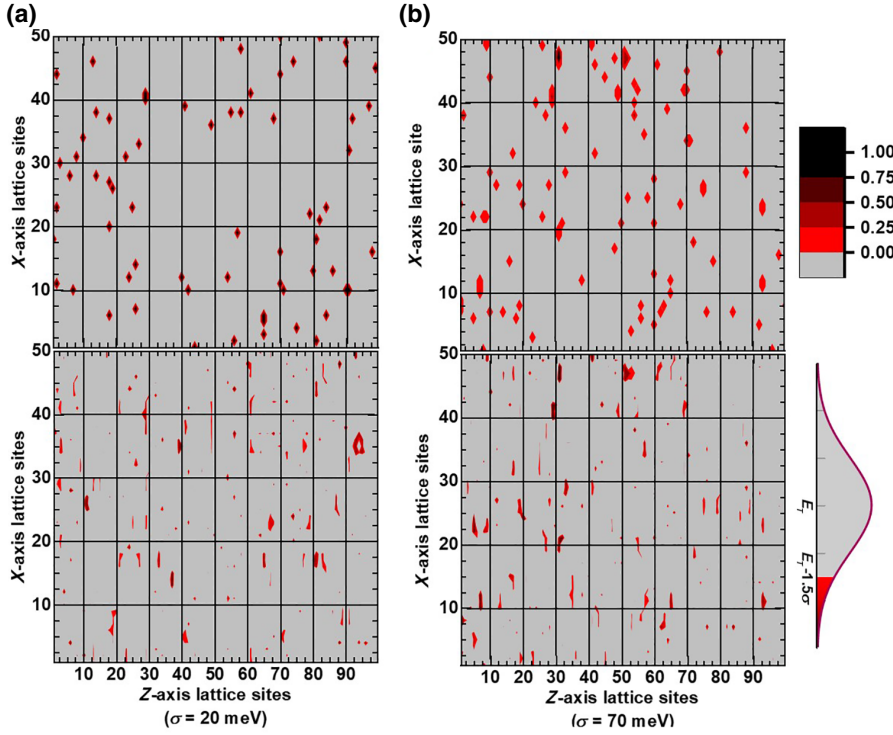 (a)
(b)
X-axis lattice sites
50
40
30
20
10
50
X-axis lattice sites
40
30
20
10
10 20 30 40 50 60 70 80 90
Z-axis lattice sites
(σ = 20 meV)
X-axis lattice site
50
40
30
20
10
50
X-axis lattice sites
40
30
20
10
10 20 30 40 50 60 70 80 90
Z-axis lattice sites
(σ = 70 meV)
1.00
0.75
0.50
0.25
0.00
E_T
E_T-1.5σ